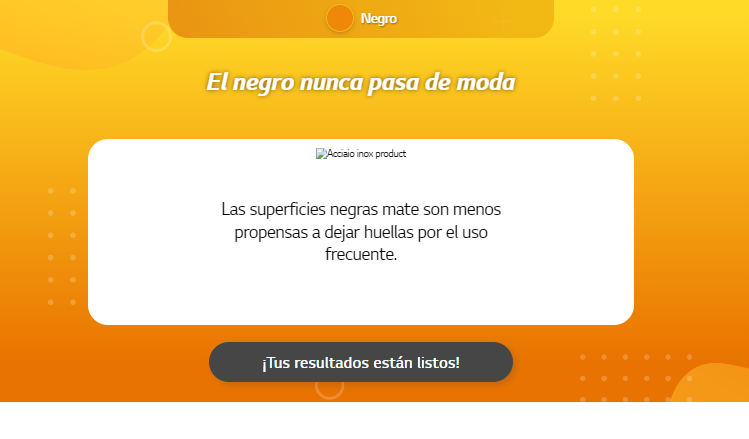 Negro
El negro nunca pasa de moda
Acciaio inox product
Las superficies negras mate son menos
propensas a dejar huellas por el uso
frecuente.
¡Tus resultados están listos!